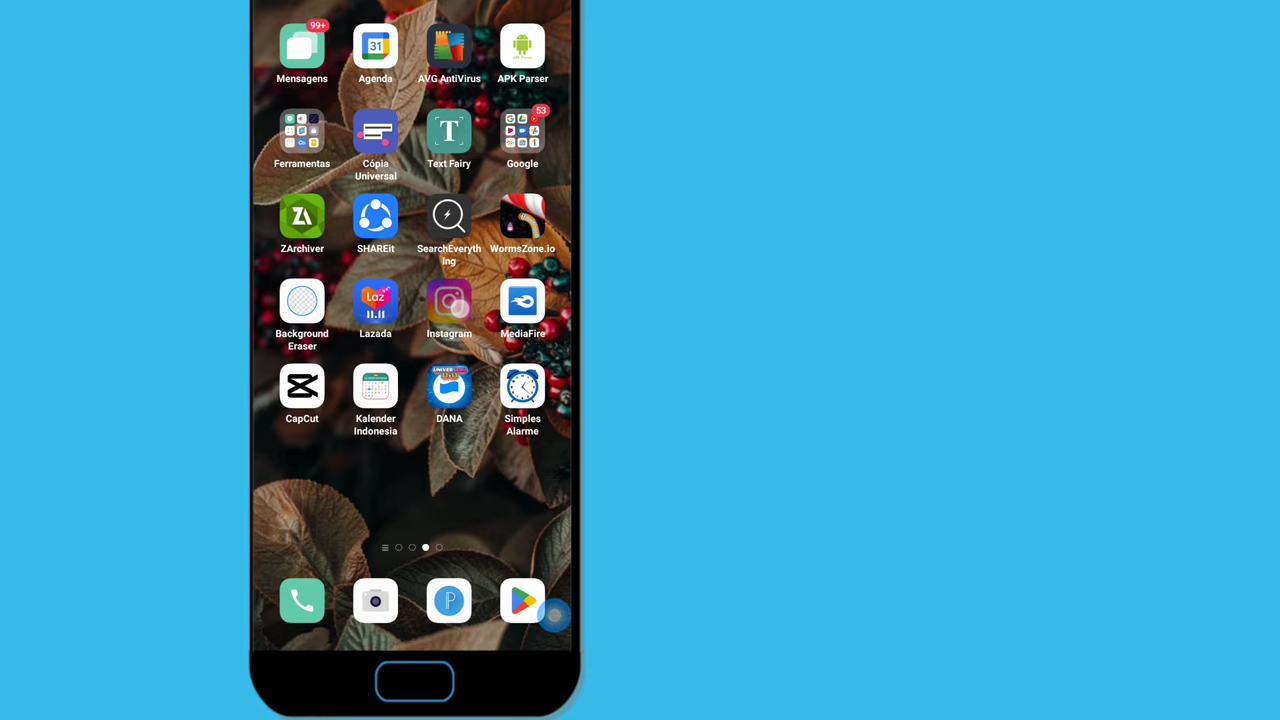 99+
31
Mensagens Agenda AVG AntiVirus APK Parser
53
T
Ferramentas Cópia Universal Text Fairy Google
ZA
ZArchiver SHAREit SearchEveryth
ing WormsZone.io
Laz
11.11
Background
Eraser Lazada Instagram MediaFire
CapCut Kalender
Indonesia DANA Simples
Alarme